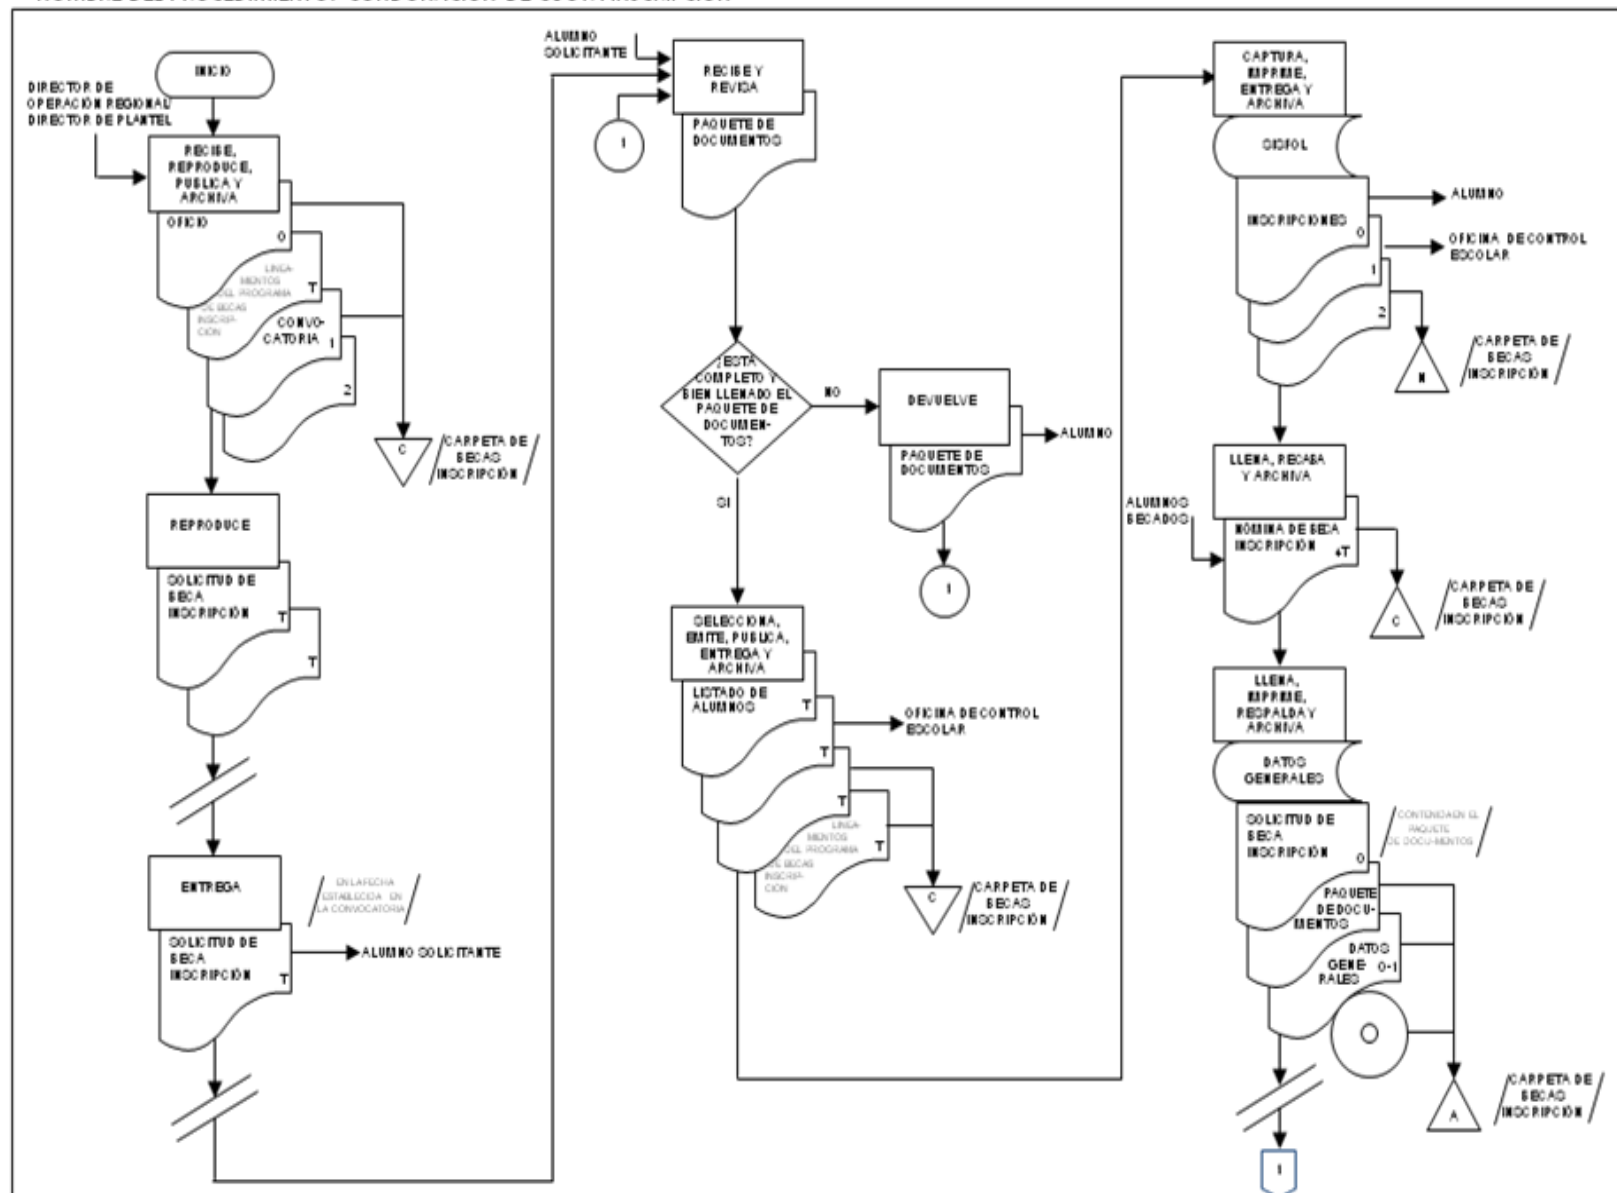 INICIO
DIRECTOR DE
OPERACIÓN REGIONAL/
DIRECTOR DE PLANTEL
RECIBE,
REPRODUCE,
PUBLICA Y
ARCHIVA
OFICIO
0
LINEA-
MIENTOS
DEL PROGRAMA
DE BECAS
INSCRIP-
CIÓN
T
CONVO-
CATORIA
1
2
C
/CARPETA DE
BECAS
INSCRIPCIÓN/
REPRODUCE
SOLICITUD DE
BECA
INSCRIPCIÓN
T
T
ENTREGA
/EN LA FECHA
ESTABLECIDA EN
LA CONVOCATORIA/
SOLICITUD DE
BECA
INSCRIPCIÓN
T
ALUMNO SOLICITANTE
ALUMNO
SOLICITANTE
RECIBE Y
REVISA
1
PAQUETE DE
DOCUMENTOS
¿ESTÁ
COMPLETO Y
BIEN LLENADO EL
PAQUETE DE
DOCUMEN-
TOS?
NO
DEVUELVE
PAQUETE DE
DOCUMENTOS
ALUMNO
1
SI
SELECCIONA,
EMITE, PUBLICA,
ENTREGA Y
ARCHIVA
LISTADO DE
ALUMNOS
T
OFICINA DE CONTROL
ESCOLAR
T
T
LINEA-
MIENTOS
DEL PROGRAMA
DE BECAS
INSCRIP-
CIÓN
T
C
/CARPETA DE
BECAS
INSCRIPCIÓN/
CAPTURA,
IMPRIME,
ENTREGA Y
ARCHIVA
SISFOL
INSCRIPCIONES
0
ALUMNO
1
OFICINA DE CONTROL
ESCOLAR
2
N
/CARPETA DE
BECAS
INSCRIPCIÓN/
LLENA, RECABA
Y ARCHIVA
ALUMNOS
BECADOS
NÓMINA DE BECA
INSCRIPCIÓN
4T
C
/CARPETA DE
BECAS
INSCRIPCIÓN/
LLENA,
IMPRIME,
RESPALDA Y
ARCHIVA
DATOS
GENERALES
SOLICITUD DE
BECA
INSCRIPCIÓN
0
/CONTENIDA EN EL
PAQUETE
DE DOCU-MENTOS/
PAQUETE
DE DOCU-
MENTOS
DATOS
GENE-
RALES
0-1
A
/CARPETA DE
BECAS
INSCRIPCIÓN/
1